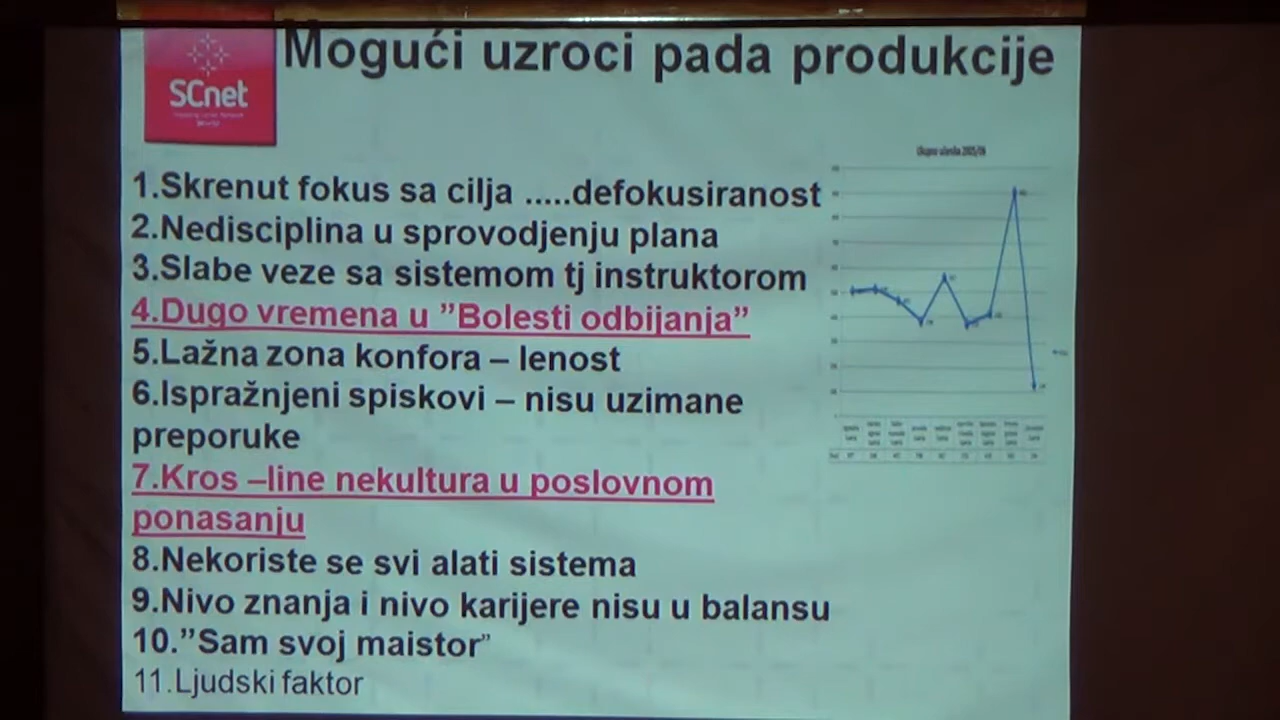 Mogući uzroci pada produkcije
SCnet
1.Skrenut fokus sa cilja .....defokusiranost
2.Nedisciplina u sprovodjenju plana
3.Slabe veze sa sistemom tj instruktorom
4.Dugo vremena u ”Bolesti odbijanja”
5.Lažna zona konfora – lenost
6.Ispražnjeni spiskovi – nisu uzimane
preporuke
7.Kros –line nekultura u poslovnom
ponasanju
8.Nekoriste se svi alati sistema
9.Nivo znanja i nivo karijere nisu u balansu
10.”Sam svoj maistor”
11.Ljudski faktor